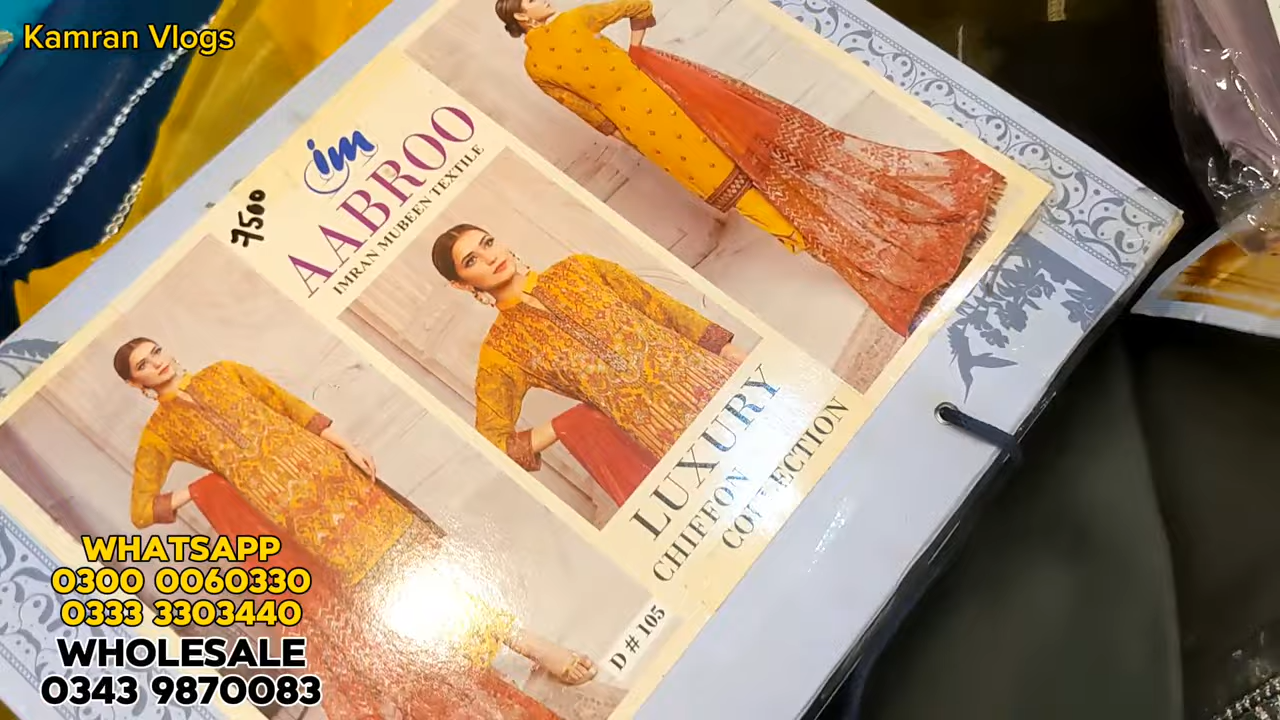 Kamran Vlogs
im
AABROO
IMRAN MUBEEN TEXTILE
7500
LUXURY
CHIFFON
COLLECTION
D # 105
WHATSAPP
0300 0060330
0333 3303440
WHOLESALE
0343 9870083